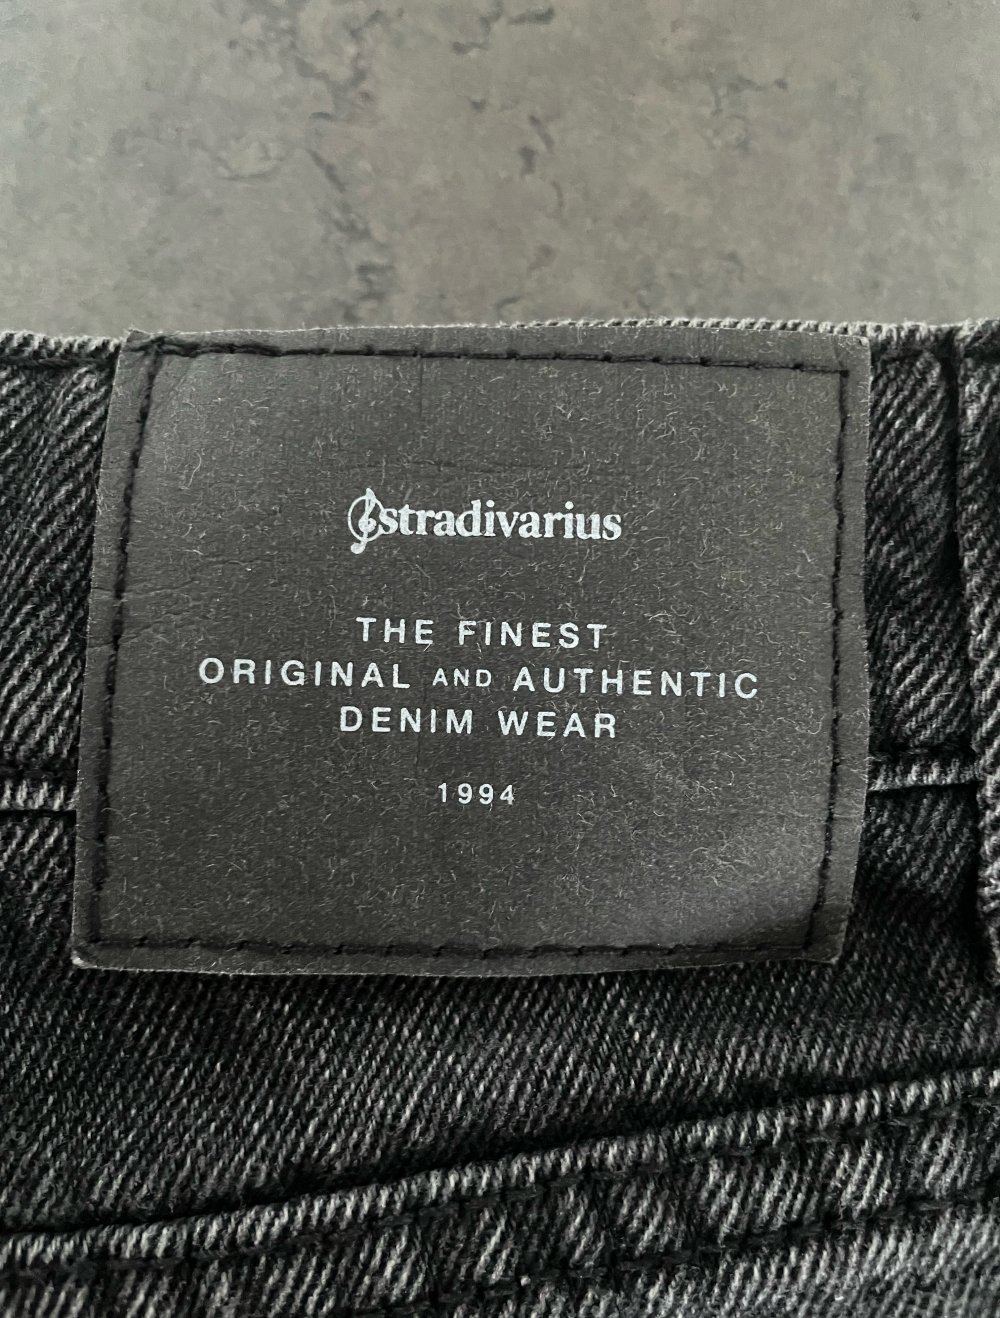 stradivarius
THE FINEST
ORIGINAL AND AUTHENTIC
DENIM WEAR
1994